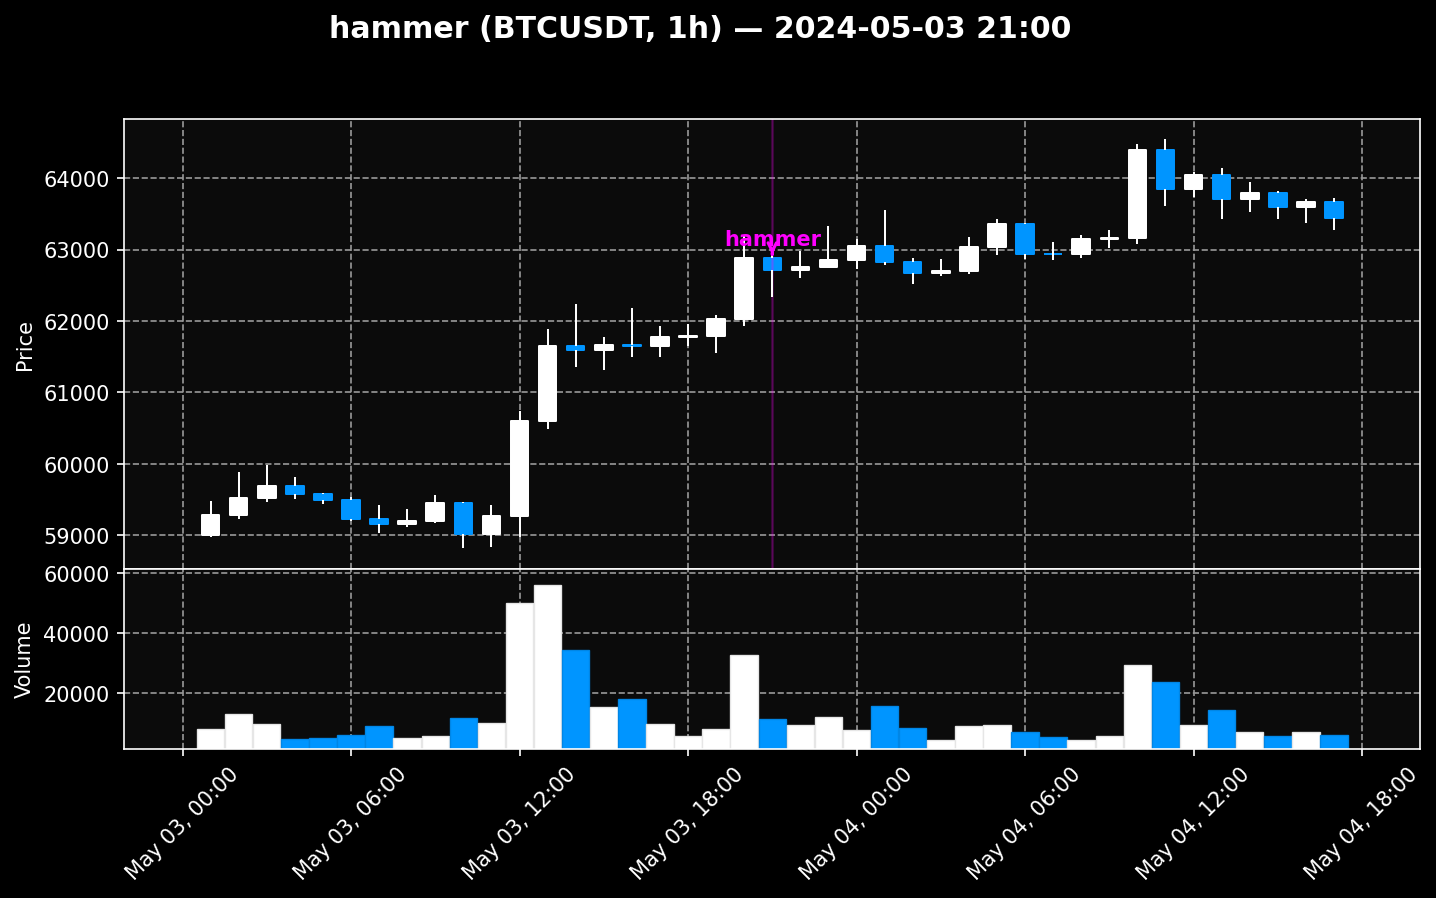 hammer (BTCUSDT, 1h) — 2024-05-03 21:00
64000
63000
62000
61000
60000
59000
Price
hammer
60000
40000
20000
Volume
May 03, 00:00
May 03, 06:00
May 03, 12:00
May 03, 18:00
May 04, 00:00
May 04, 06:00
May 04, 12:00
May 04, 18:00